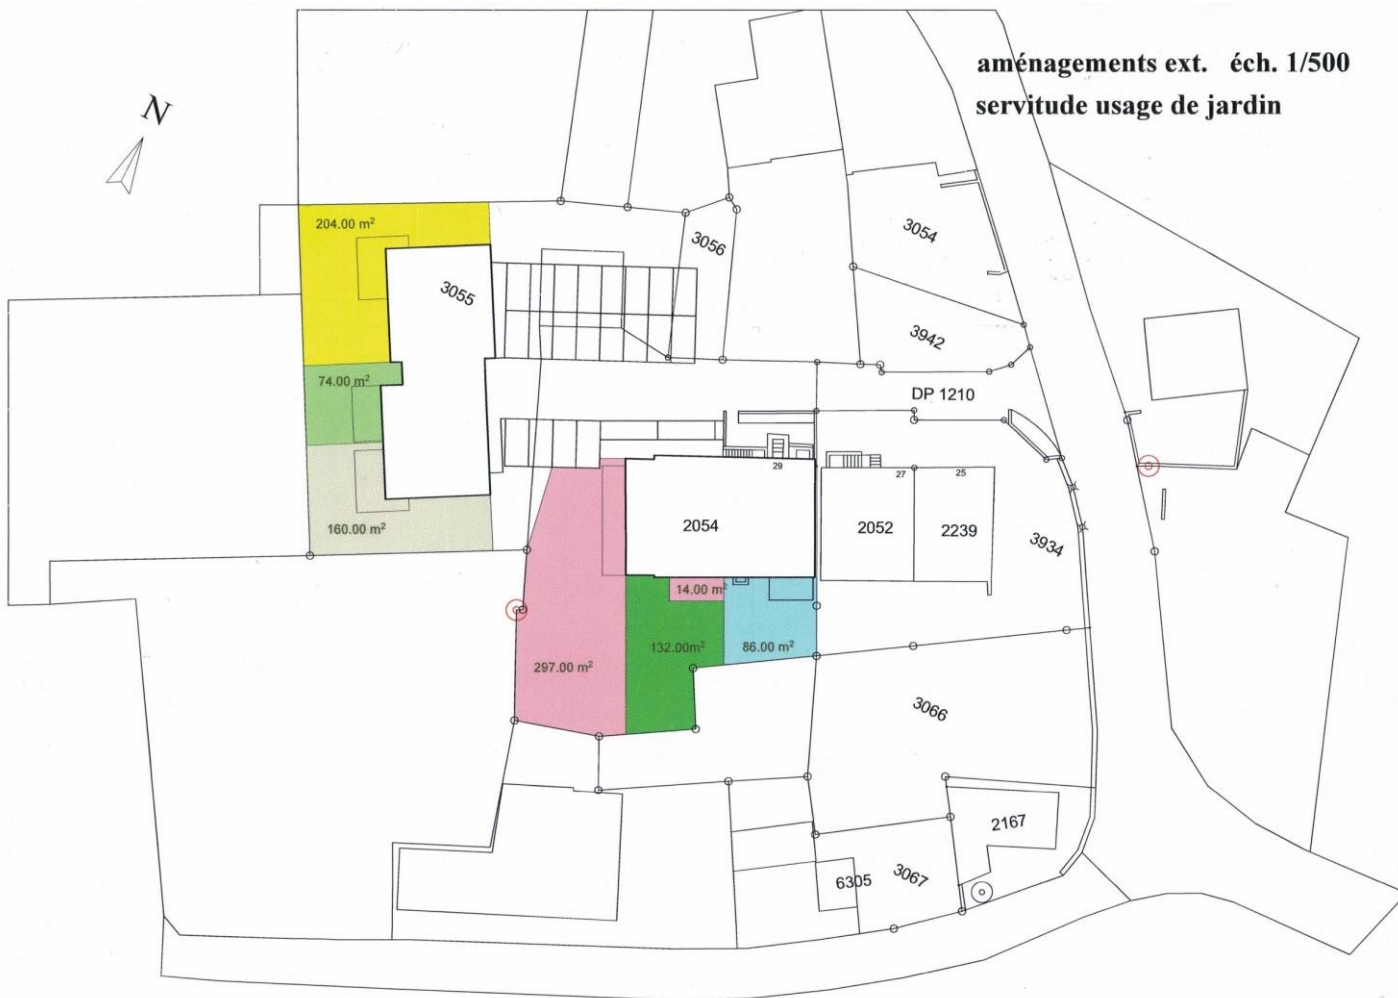 aménagements ext. éch. 1/500
servitude usage de jardin
N
204.00 m²
3056
3054
3055
3942
74.00 m²
DP 1210
29
27
25
160.00 m²
2054
2052
2239
3934
14.00 m²
132.00m²
86.00 m²
297.00 m²
3066
2167
6305
3067